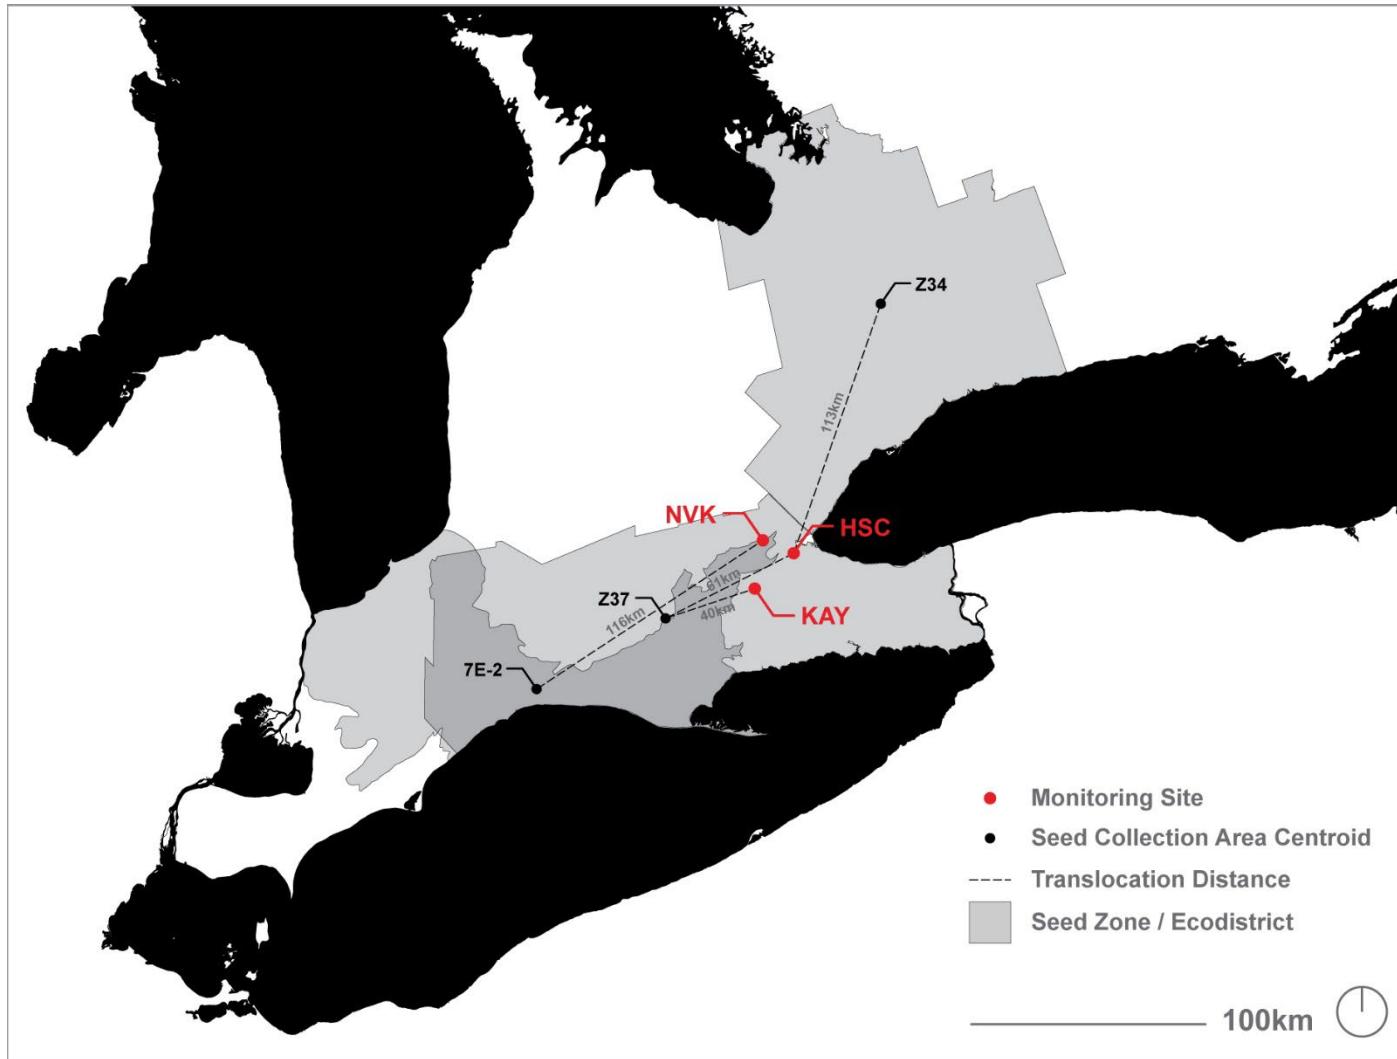 Z34
113km
NVK
HSC
61km
Z37
40km
KAY
116km
7E-2
Monitoring Site
Seed Collection Area Centroid
Translocation Distance
Seed Zone / Ecodistrict
100km